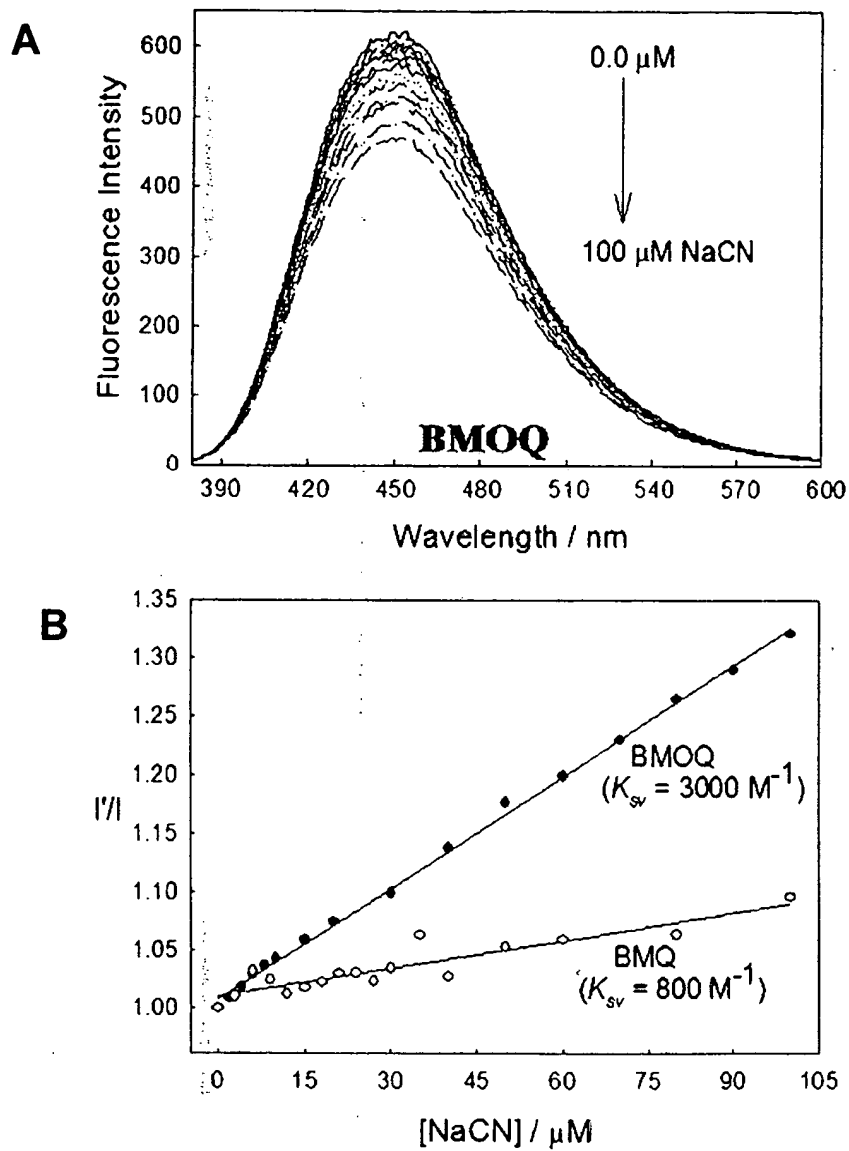 A
Fluorescence Intensity
600
500
400
300
200
100
0
0.0 μM
100 μM NaCN
BMOQ
390 420 450 480 510 540 570 600
Wavelength / nm
B
I'/I
1.35
1.30
1.25
1.20
1.15
1.10
1.05
1.00
BMOQ
(Ksv = 3000 M⁻¹)
BMQ
(Ksv = 800 M⁻¹)
0 15 30 45 60 75 90 105
[NaCN] / μM